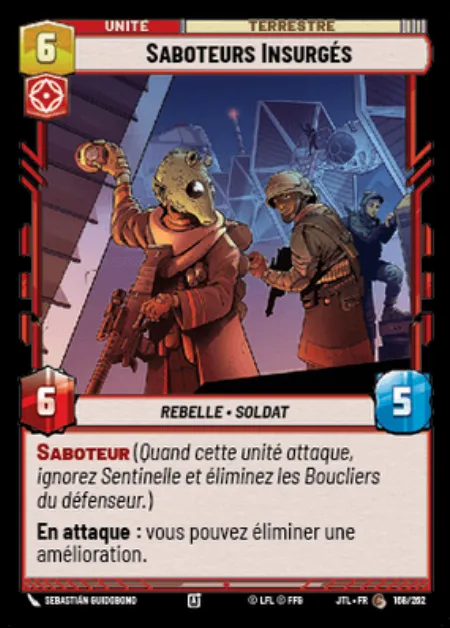 UNITÉ
TERRESTRE
6
SABOTEURS INSURGÉS
6
REBELLE • SOLDAT
5
SABOTEUR (Quand cette unité attaque,
ignorez Sentinelle et éliminez les Boucliers
du défenseur.)
En attaque : vous pouvez éliminer une
amélioration.
SEBASTIÁN GUIDOBONO
© LFL © FFG
JTL • FR
C
168/262